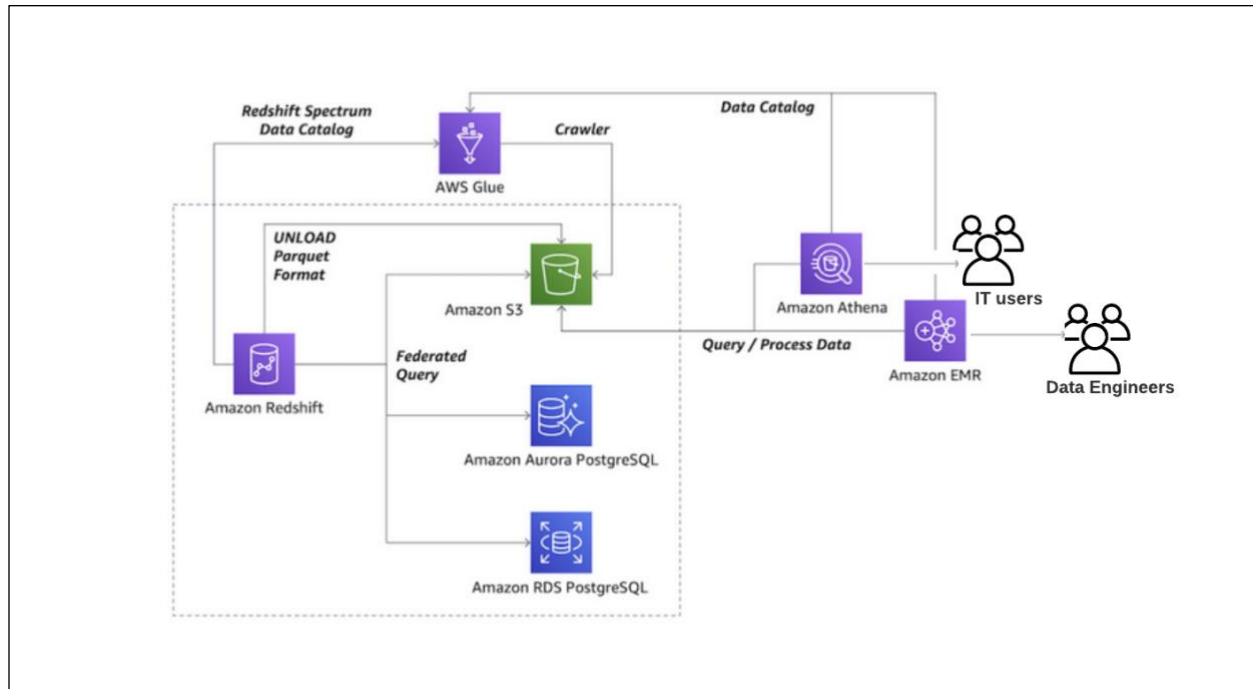 Redshift Spectrum
Data Catalog
Crawler
Data Catalog
AWS Glue
UNLOAD
Parquet
Format
Amazon S3
Amazon Athena
IT users
Query / Process Data
Amazon EMR
Data Engineers
Federated
Query
Amazon Redshift
Amazon Aurora PostgreSQL
Amazon RDS PostgreSQL